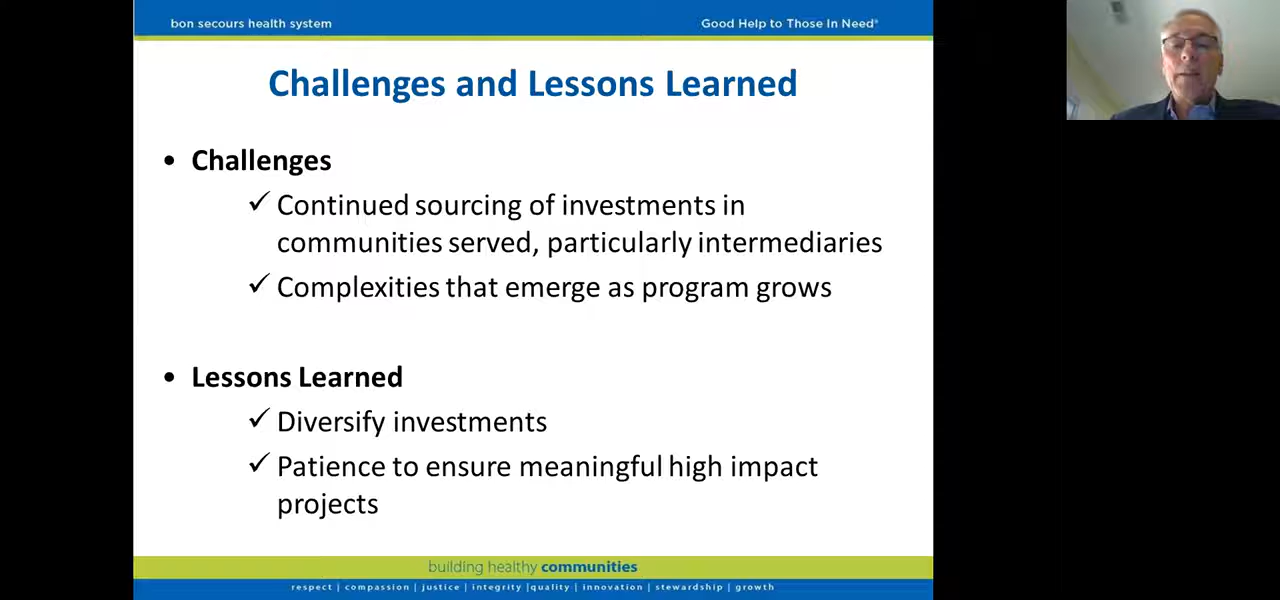 bon secours health system
Good Help to Those In Need®
Challenges and Lessons Learned
• Challenges
✓ Continued sourcing of investments in
communities served, particularly intermediaries
✓ Complexities that emerge as program grows
• Lessons Learned
✓ Diversify investments
✓ Patience to ensure meaningful high impact
projects
building healthy communities
respect | compassion | justice | integrity |quality | innovation | stewardship | growth